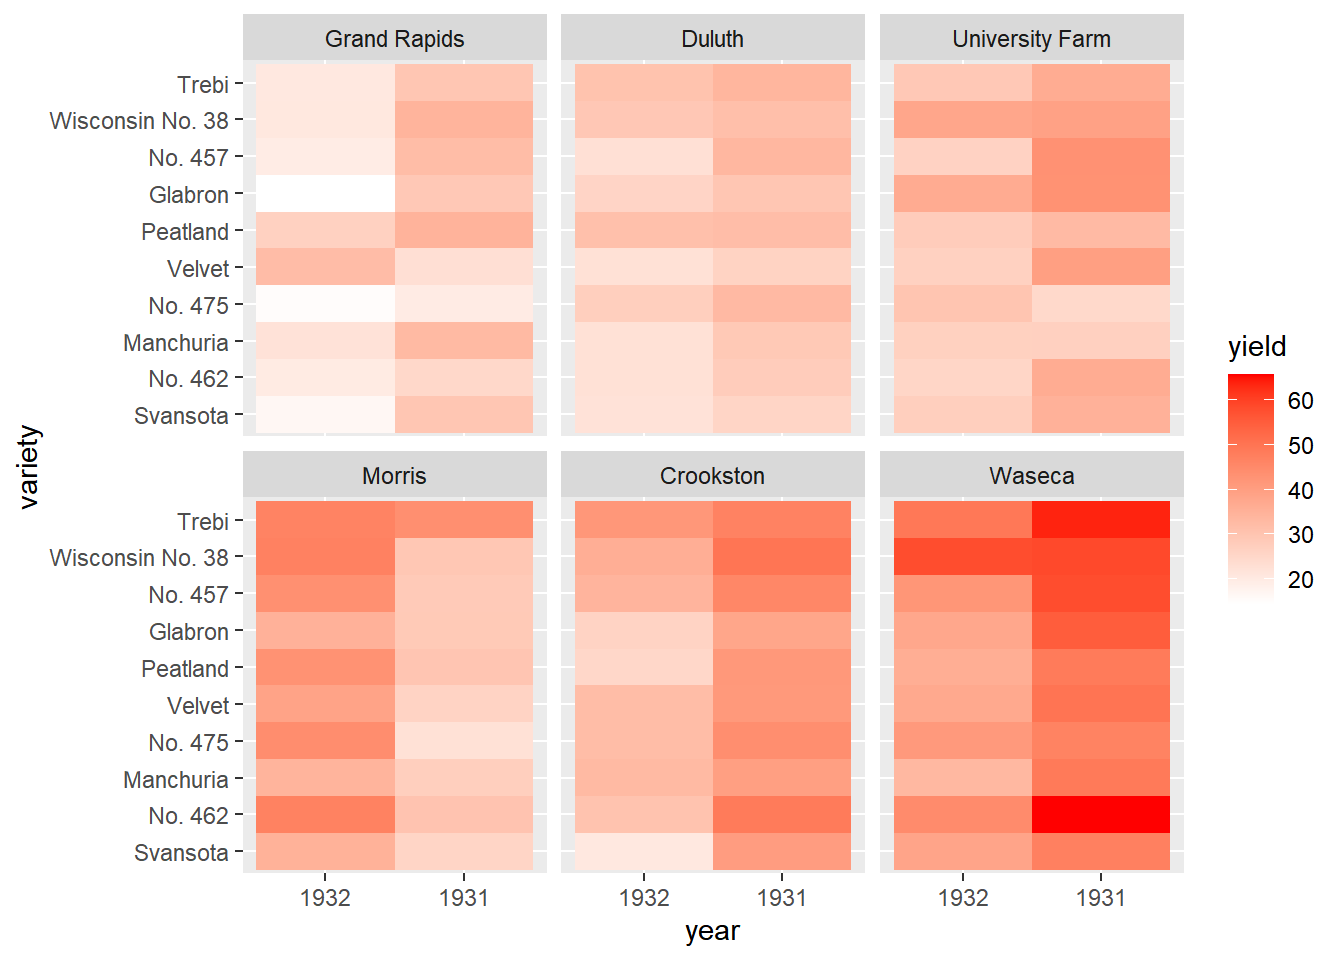 Grand Rapids
Duluth
University Farm
Trebi
Wisconsin No. 38
No. 457
Glabron
Peatland
Velvet
No. 475
Manchuria
No. 462
Svansota
Morris
Crookston
Waseca
Trebi
Wisconsin No. 38
No. 457
Glabron
Peatland
Velvet
No. 475
Manchuria
No. 462
Svansota
1932 1931
1932 1931
1932 1931
year
variety
yield
60
50
40
30
20